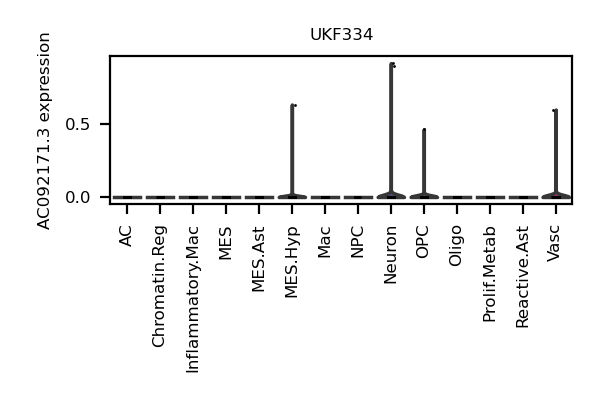 UKF334
AC092171.3 expression
0.5
0.0
AC
Chromatin.Reg
Inflammatory.Mac
MES
MES.Ast
MES.Hyp
Mac
NPC
Neuron
OPC
Oligo
Prolif.Metab
Reactive.Ast
Vasc